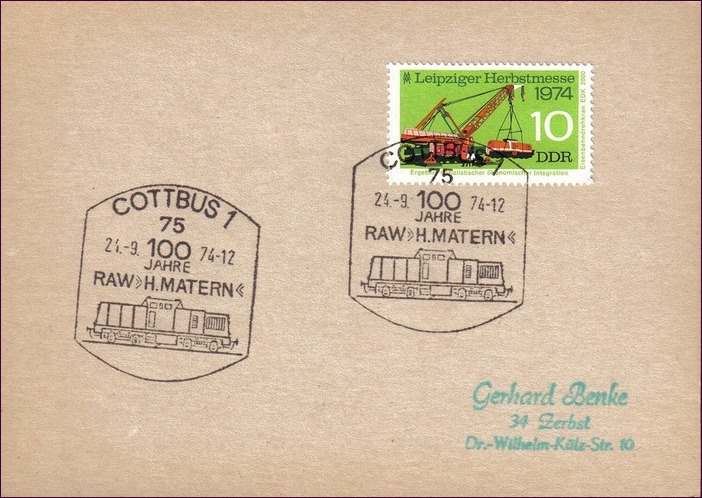 Leipziger Herbstmesse
1974
10
DDR
Eisenbahndrehkran EDK 2000
sozialistischer ökonomischer Integration
COTTBUS 1
75
24.-9. 100 74-12
JAHRE
RAW »H.MATERN«
COTTBUS 1
75
24.-9. 100 74-12
JAHRE
RAW »H.MATERN«
Gerhard Benke
34 Zerbst
Dr.-Wilhelm-Külz-Str. 10